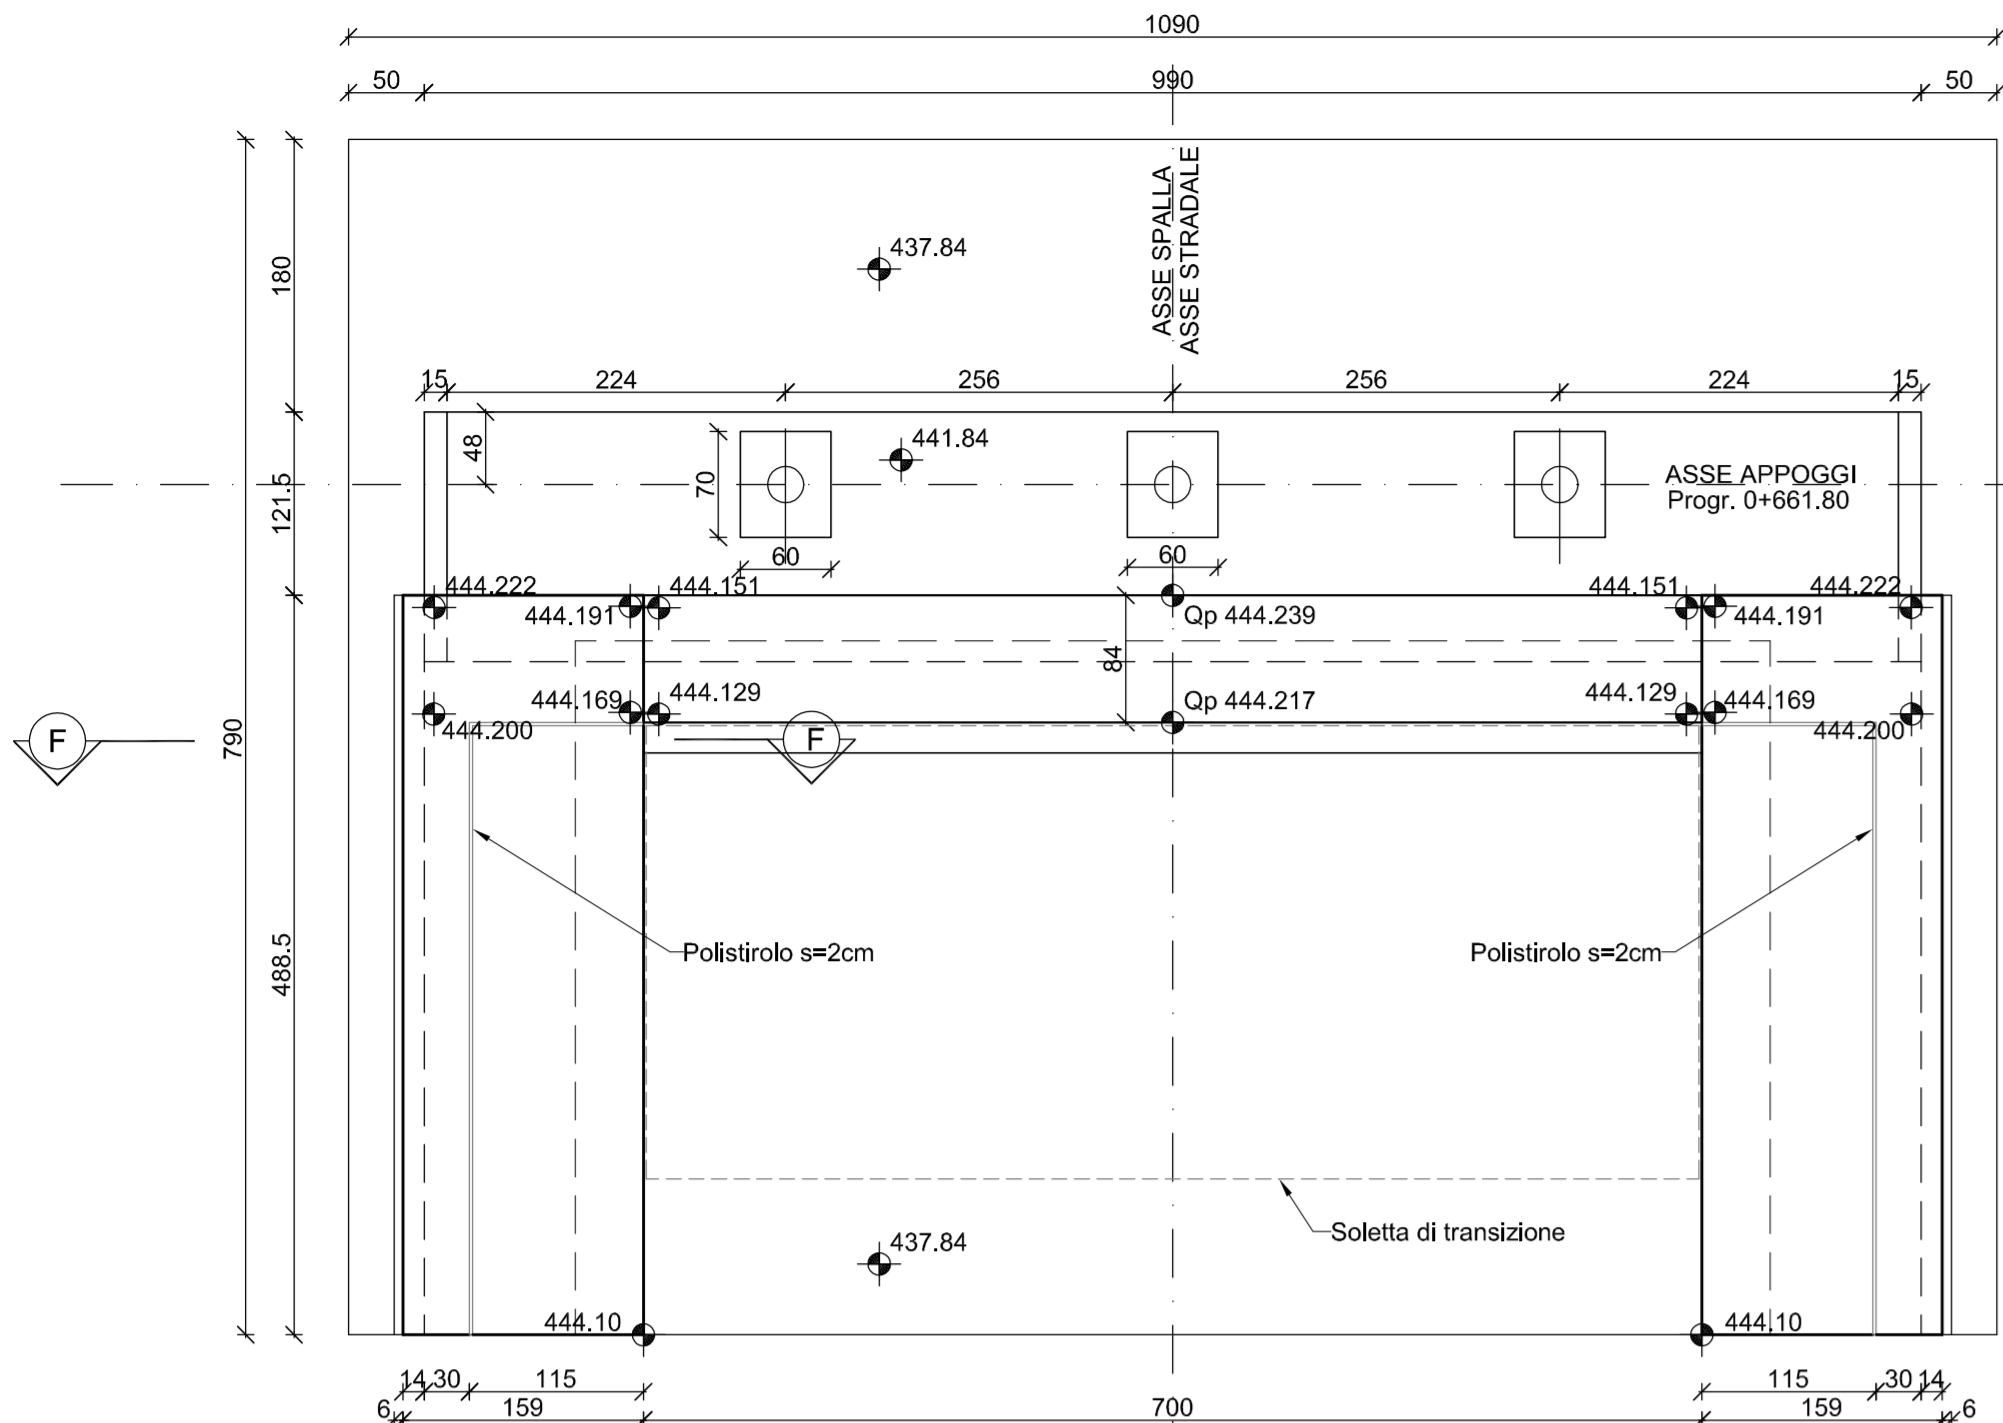 1090
50 990 50
ASSE SPALLA
ASSE STRADALE
437.84
180
15 224 256 256 224 15
48
441.84
70
121.5
ASSE APPOGGI
Progr. 0+661.80
60 60
444.222 444.151 444.151 444.222
444.191 Qp 444.239 444.191
84
444.169 444.129 Qp 444.217 444.129 444.169
444.200 444.200
F F
790
488.5
Polistirolo s=2cm Polistirolo s=2cm
Soletta di transizione
437.84
444.10 444.10
14 30 115 115 30 14
6 159 700 159 6